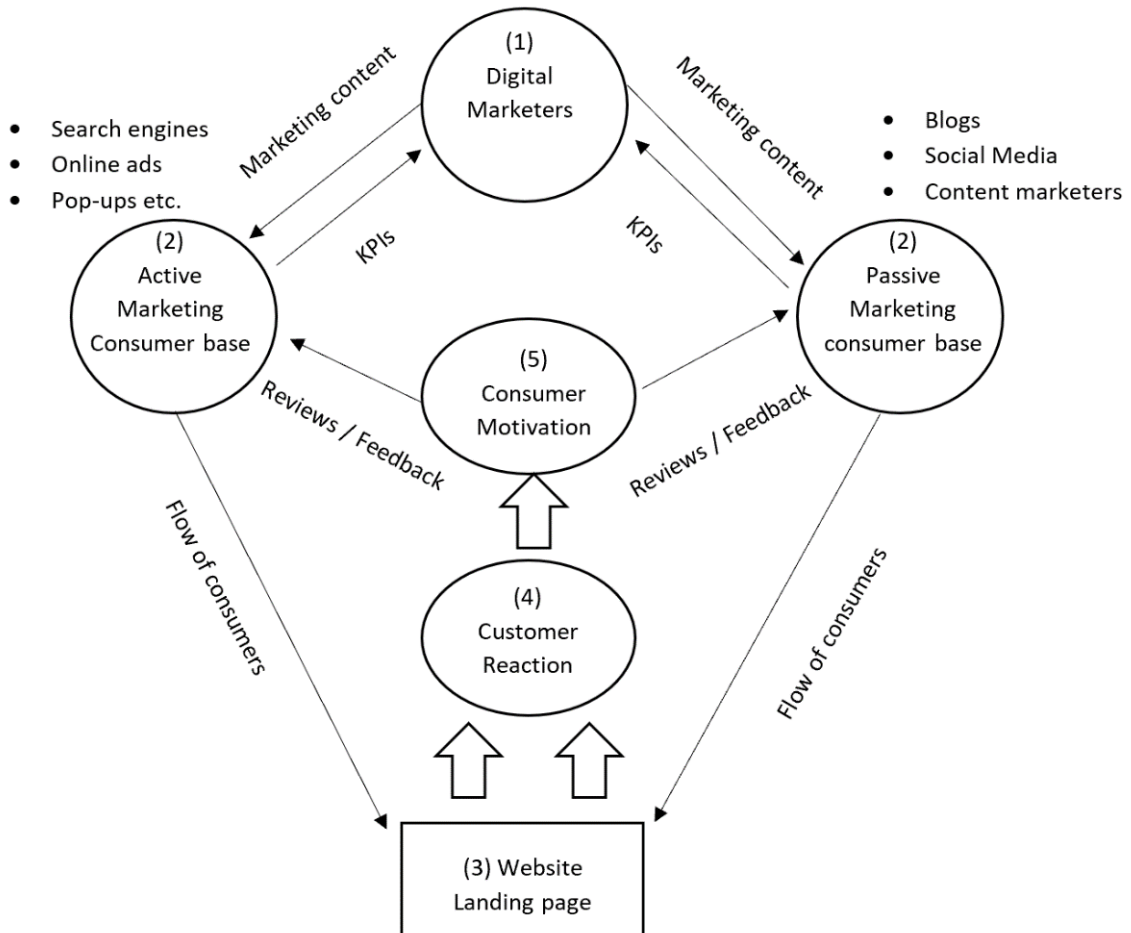 (1)
Digital
Marketers
Marketing content
Marketing content
• Search engines
• Online ads
• Pop-ups etc.
• Blogs
• Social Media
• Content marketers
KPIs
KPIs
(2)
Active
Marketing
Consumer base
(2)
Passive
Marketing
consumer base
(5)
Consumer
Motivation
Reviews / Feedback
Reviews / Feedback
Flow of consumers
Flow of consumers
(4)
Customer
Reaction
(3) Website
Landing page